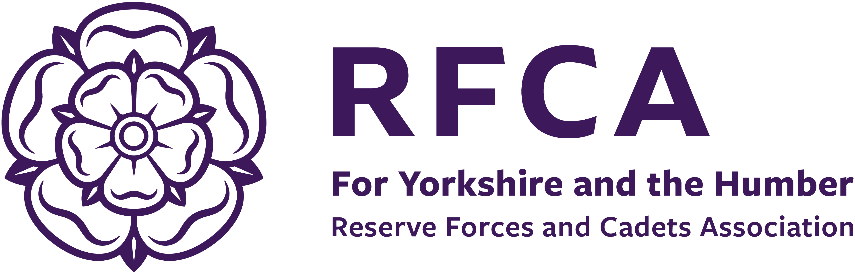 RFCA
For Yorkshire and the Humber
Reserve Forces and Cadets Association